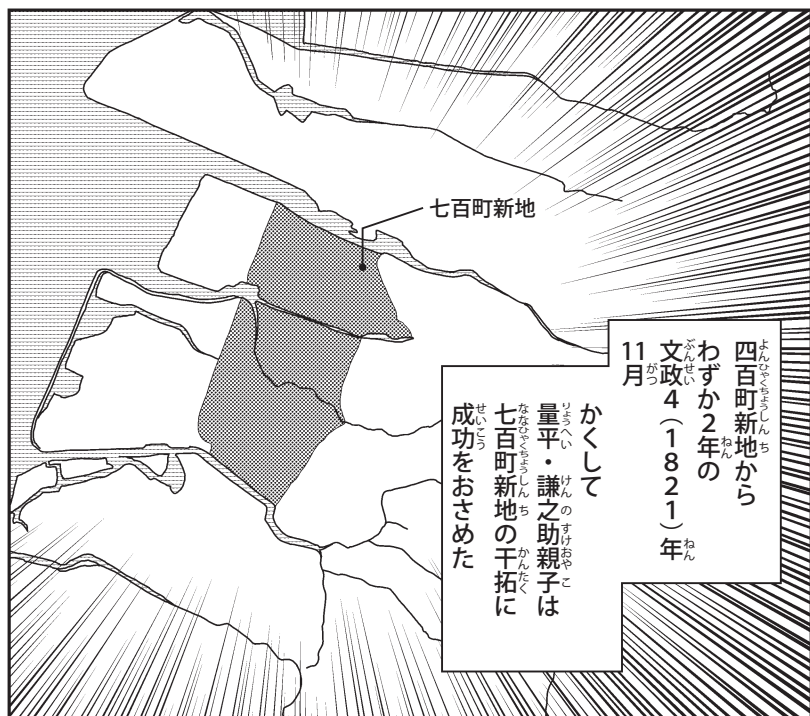 四百町新地から
わずか2年の
文政4(1821)年
11月
かくして
量平・謙之助親子は
七百町新地の干拓に
成功をおさめた
七百町新地